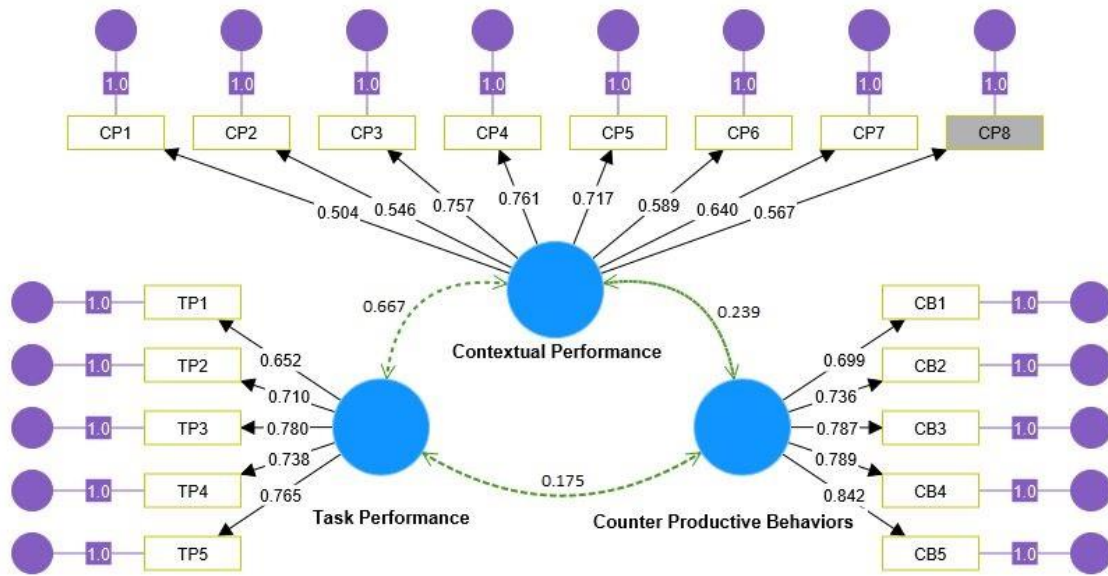 1.0 1.0 1.0 1.0 1.0 1.0 1.0 1.0
CP1 CP2 CP3 CP4 CP5 CP6 CP7 CP8
0.504 0.546 0.757 0.761 0.717 0.589 0.640 0.567
Contextual Performance
0.667
0.239
0.175
1.0 TP1
0.652
1.0 TP2
0.710
1.0 TP3
0.780
1.0 TP4
0.738
1.0 TP5
0.765
Task Performance
CB1 1.0
0.699
CB2 1.0
0.736
CB3 1.0
0.787
CB4 1.0
0.789
CB5 1.0
0.842
Counter Productive Behaviors